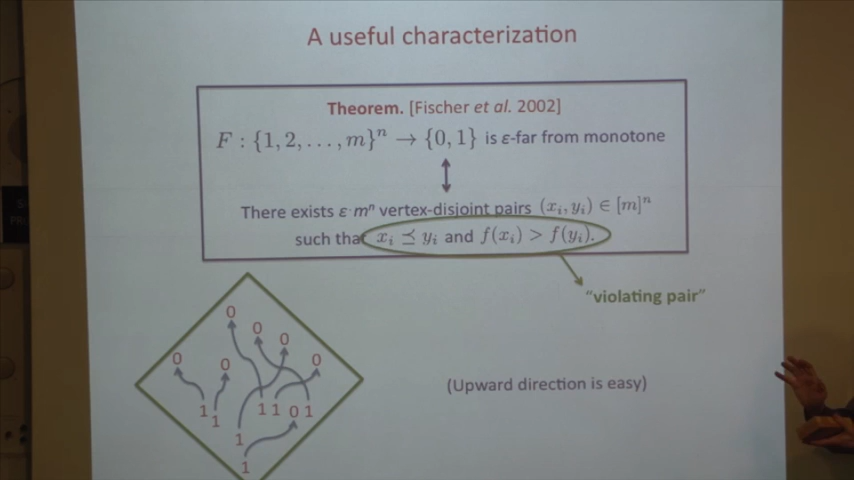 A useful characterization
Theorem. [Fischer et al. 2002]
F : {1, 2, . . . , m}ⁿ → {0, 1} is ε-far from monotone
There exists ε·mⁿ vertex-disjoint pairs (xᵢ, yᵢ) ∈ [m]ⁿ
such that xᵢ ⪯ yᵢ and f(xᵢ) > f(yᵢ).
"violating pair"
0
0
0
0
0
0
(Upward direction is easy)
1
1
1 1 0 1
1
1